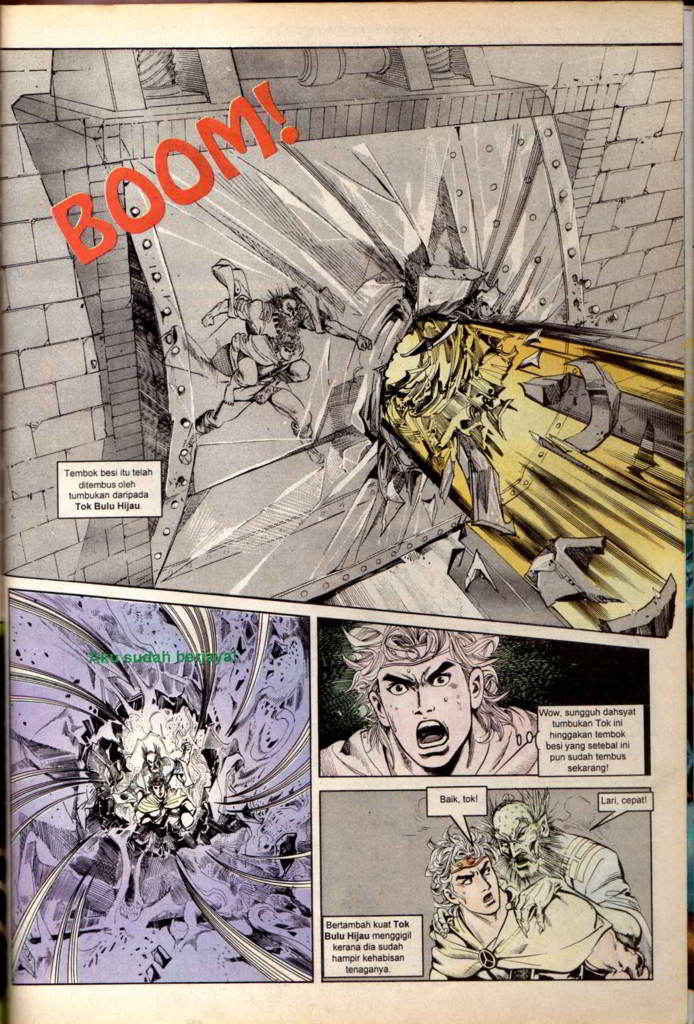 BOOM!
Tembok besi itu telah
ditembus oleh
tumbukan daripada
Tok Bulu Hijau.
Aku sudah berjaya.
Wow, sungguh dahsyat
tumbukan Tok ini
hinggakan tembok
besi yang setebal ini
pun sudah tembus
sekarang!
Baik, tok!
Lari, cepat!
Bertambah kuat Tok
Bulu Hijau menggigil
kerana dia sudah
hampir kehabisan
tenaganya.